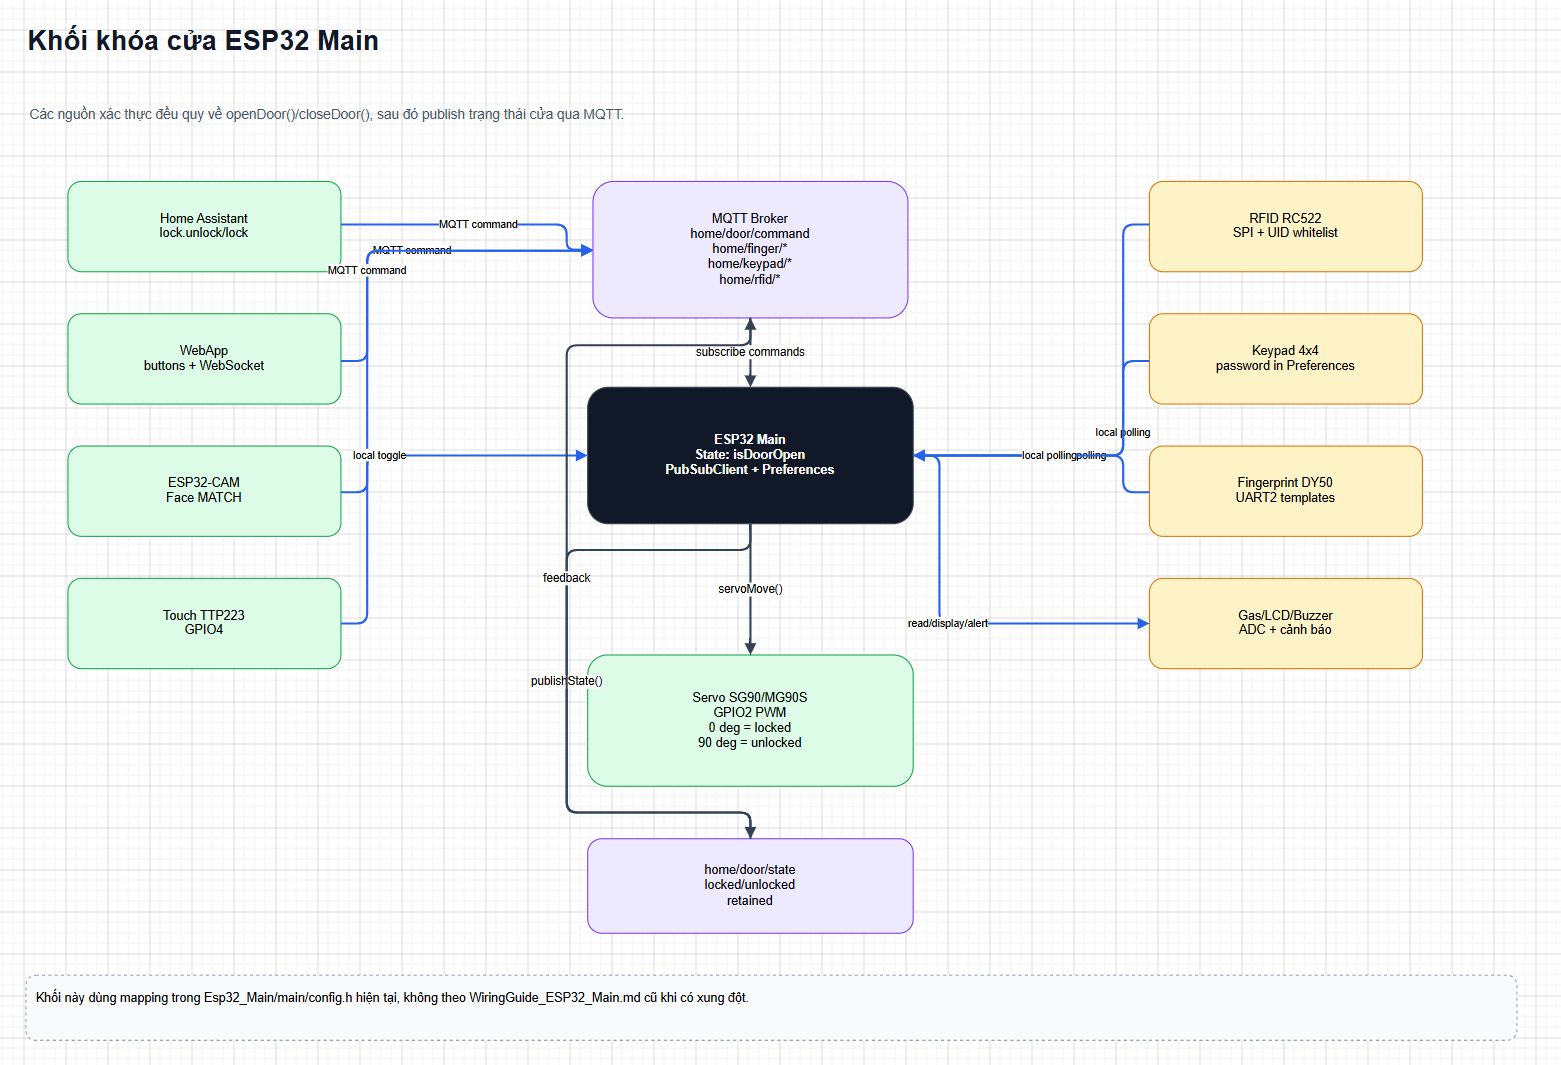 Khối khóa cửa ESP32 Main
Các nguồn xác thực đều quy về openDoor()/closeDoor(), sau đó publish trạng thái cửa qua MQTT.
Home Assistant
lock.unlock/lock
MQTT command
MQTT command
MQTT command
WebApp
buttons + WebSocket
ESP32-CAM
Face MATCH
local toggle
Touch TTP223
GPIO4
MQTT Broker
home/door/command
home/finger/*
home/keypad/*
home/rfid/*
subscribe commands
ESP32 Main
State: isDoorOpen
PubSubClient + Preferences
feedback
servoMove()
publishState()
Servo SG90/MG90S
GPIO2 PWM
0 deg = locked
90 deg = unlocked
home/door/state
locked/unlocked
retained
RFID RC522
SPI + UID whitelist
Keypad 4x4
password in Preferences
local polling
local polling
polling
Fingerprint DY50
UART2 templates
read/display/alert
Gas/LCD/Buzzer
ADC + cảnh báo
Khối này dùng mapping trong Esp32_Main/main/config.h hiện tại, không theo WiringGuide_ESP32_Main.md cũ khi có xung đột.